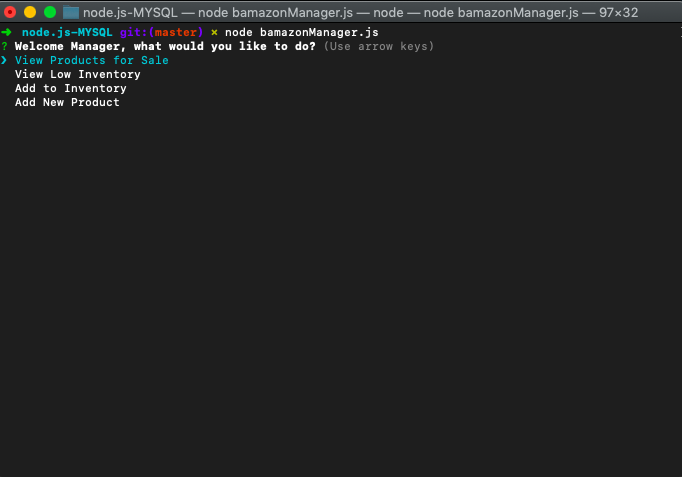 node.js-MYSQL — node bamazonManager.js — node — node bamazonManager.js — 97×32
➜ node.js-MYSQL git:(master) × node bamazonManager.js
? Welcome Manager, what would you like to do? (Use arrow keys)
❯ View Products for Sale
View Low Inventory
Add to Inventory
Add New Product